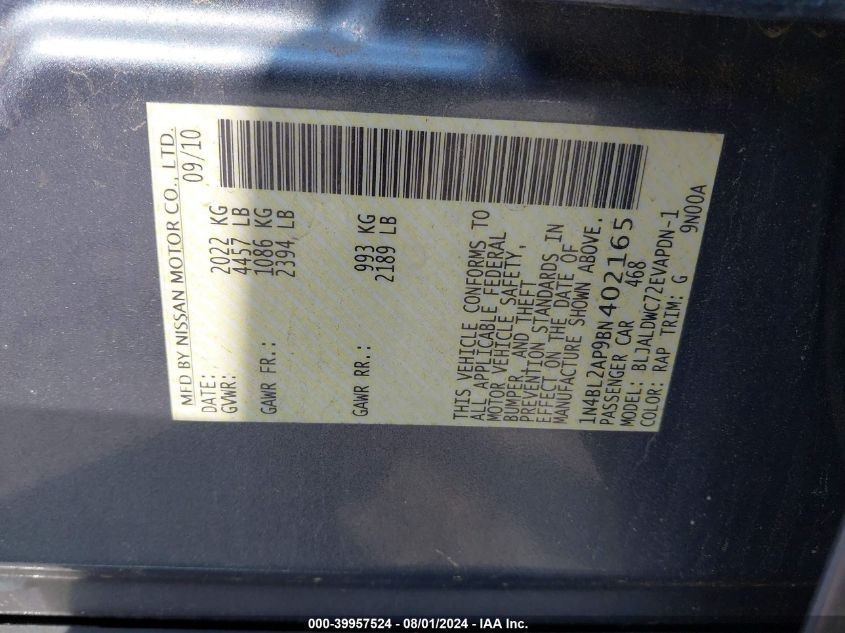 MFD BY NISSAN MOTOR CO., LTD.
DATE: 09/10
GVWR: 2022 KG
4457 LB
GAWR FR.: 1086 KG
2394 LB
GAWR RR.: 993 KG
2189 LB
THIS VEHICLE CONFORMS TO
ALL APPLICABLE FEDERAL
MOTOR VEHICLE SAFETY,
BUMPER, AND THEFT
PREVENTION STANDARDS IN
EFFECT ON THE DATE OF
MANUFACTURE SHOWN ABOVE.
1N4BL2AP9BN402165
PASSENGER CAR 468
MODEL: BLJALDWC72EVAPDN-1
COLOR: RAP TRIM: G 9N00A
000-39957524 - 08/01/2024 - IAA Inc.